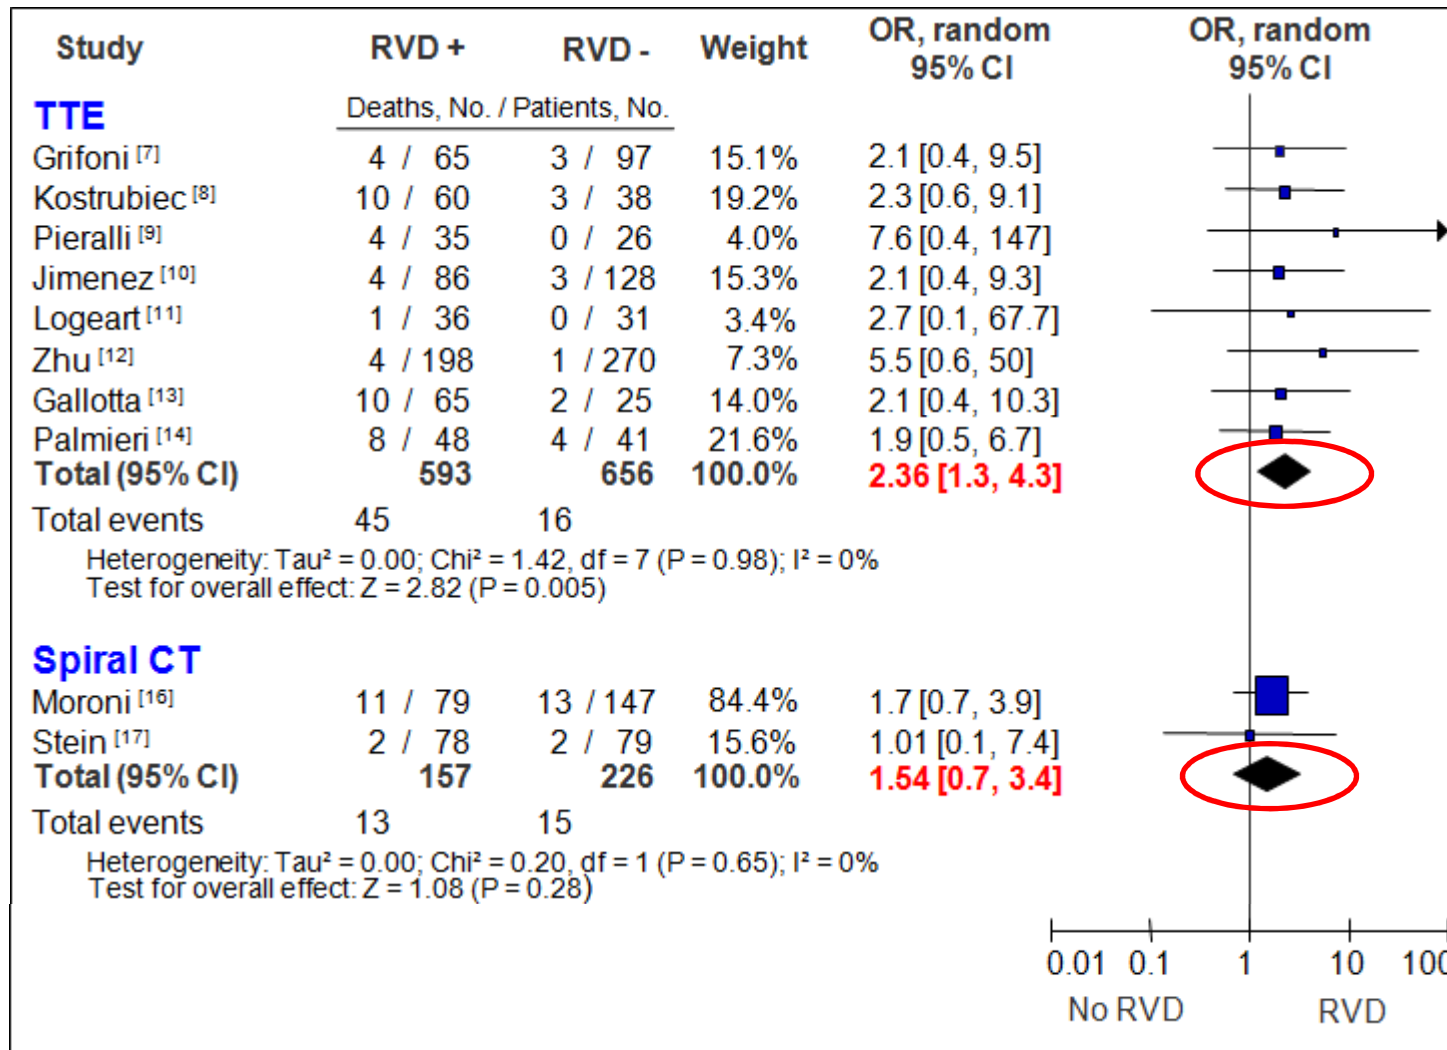 Study RVD + RVD - Weight OR, random 95% CI OR, random 95% CI
TTE Deaths, No. / Patients, No.
Grifoni [7] 4 / 65 3 / 97 15.1% 2.1 [0.4, 9.5]
Kostrubiec [8] 10 / 60 3 / 38 19.2% 2.3 [0.6, 9.1]
Pieralli [9] 4 / 35 0 / 26 4.0% 7.6 [0.4, 147]
Jimenez [10] 4 / 86 3 / 128 15.3% 2.1 [0.4, 9.3]
Logeart [11] 1 / 36 0 / 31 3.4% 2.7 [0.1, 67.7]
Zhu [12] 4 / 198 1 / 270 7.3% 5.5 [0.6, 50]
Gallotta [13] 10 / 65 2 / 25 14.0% 2.1 [0.4, 10.3]
Palmieri [14] 8 / 48 4 / 41 21.6% 1.9 [0.5, 6.7]
Total (95% CI) 593 656 100.0% 2.36 [1.3, 4.3]
Total events 45 16
Heterogeneity: Tau² = 0.00; Chi² = 1.42, df = 7 (P = 0.98); I² = 0%
Test for overall effect: Z = 2.82 (P = 0.005)
Spiral CT
Moroni [16] 11 / 79 13 / 147 84.4% 1.7 [0.7, 3.9]
Stein [17] 2 / 78 2 / 79 15.6% 1.01 [0.1, 7.4]
Total (95% CI) 157 226 100.0% 1.54 [0.7, 3.4]
Total events 13 15
Heterogeneity: Tau² = 0.00; Chi² = 0.20, df = 1 (P = 0.65); I² = 0%
Test for overall effect: Z = 1.08 (P = 0.28)
0.01 0.1 1 10 100
No RVD RVD